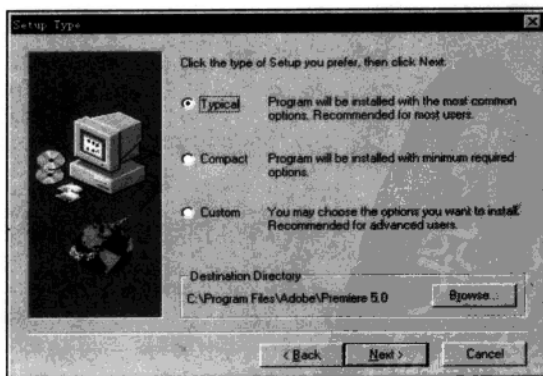 Setup Type
Click the type of Setup you prefer, then click Next.
Typical Program will be installed with the most common
options. Recommended for most users.
Compact Program will be installed with minimum required
options.
Custom You may choose the options you want to install.
Recommended for advanced users.
Destination Directory
C:\Program Files\Adobe\Premiere 5.0 Browse...
< Back Next > Cancel